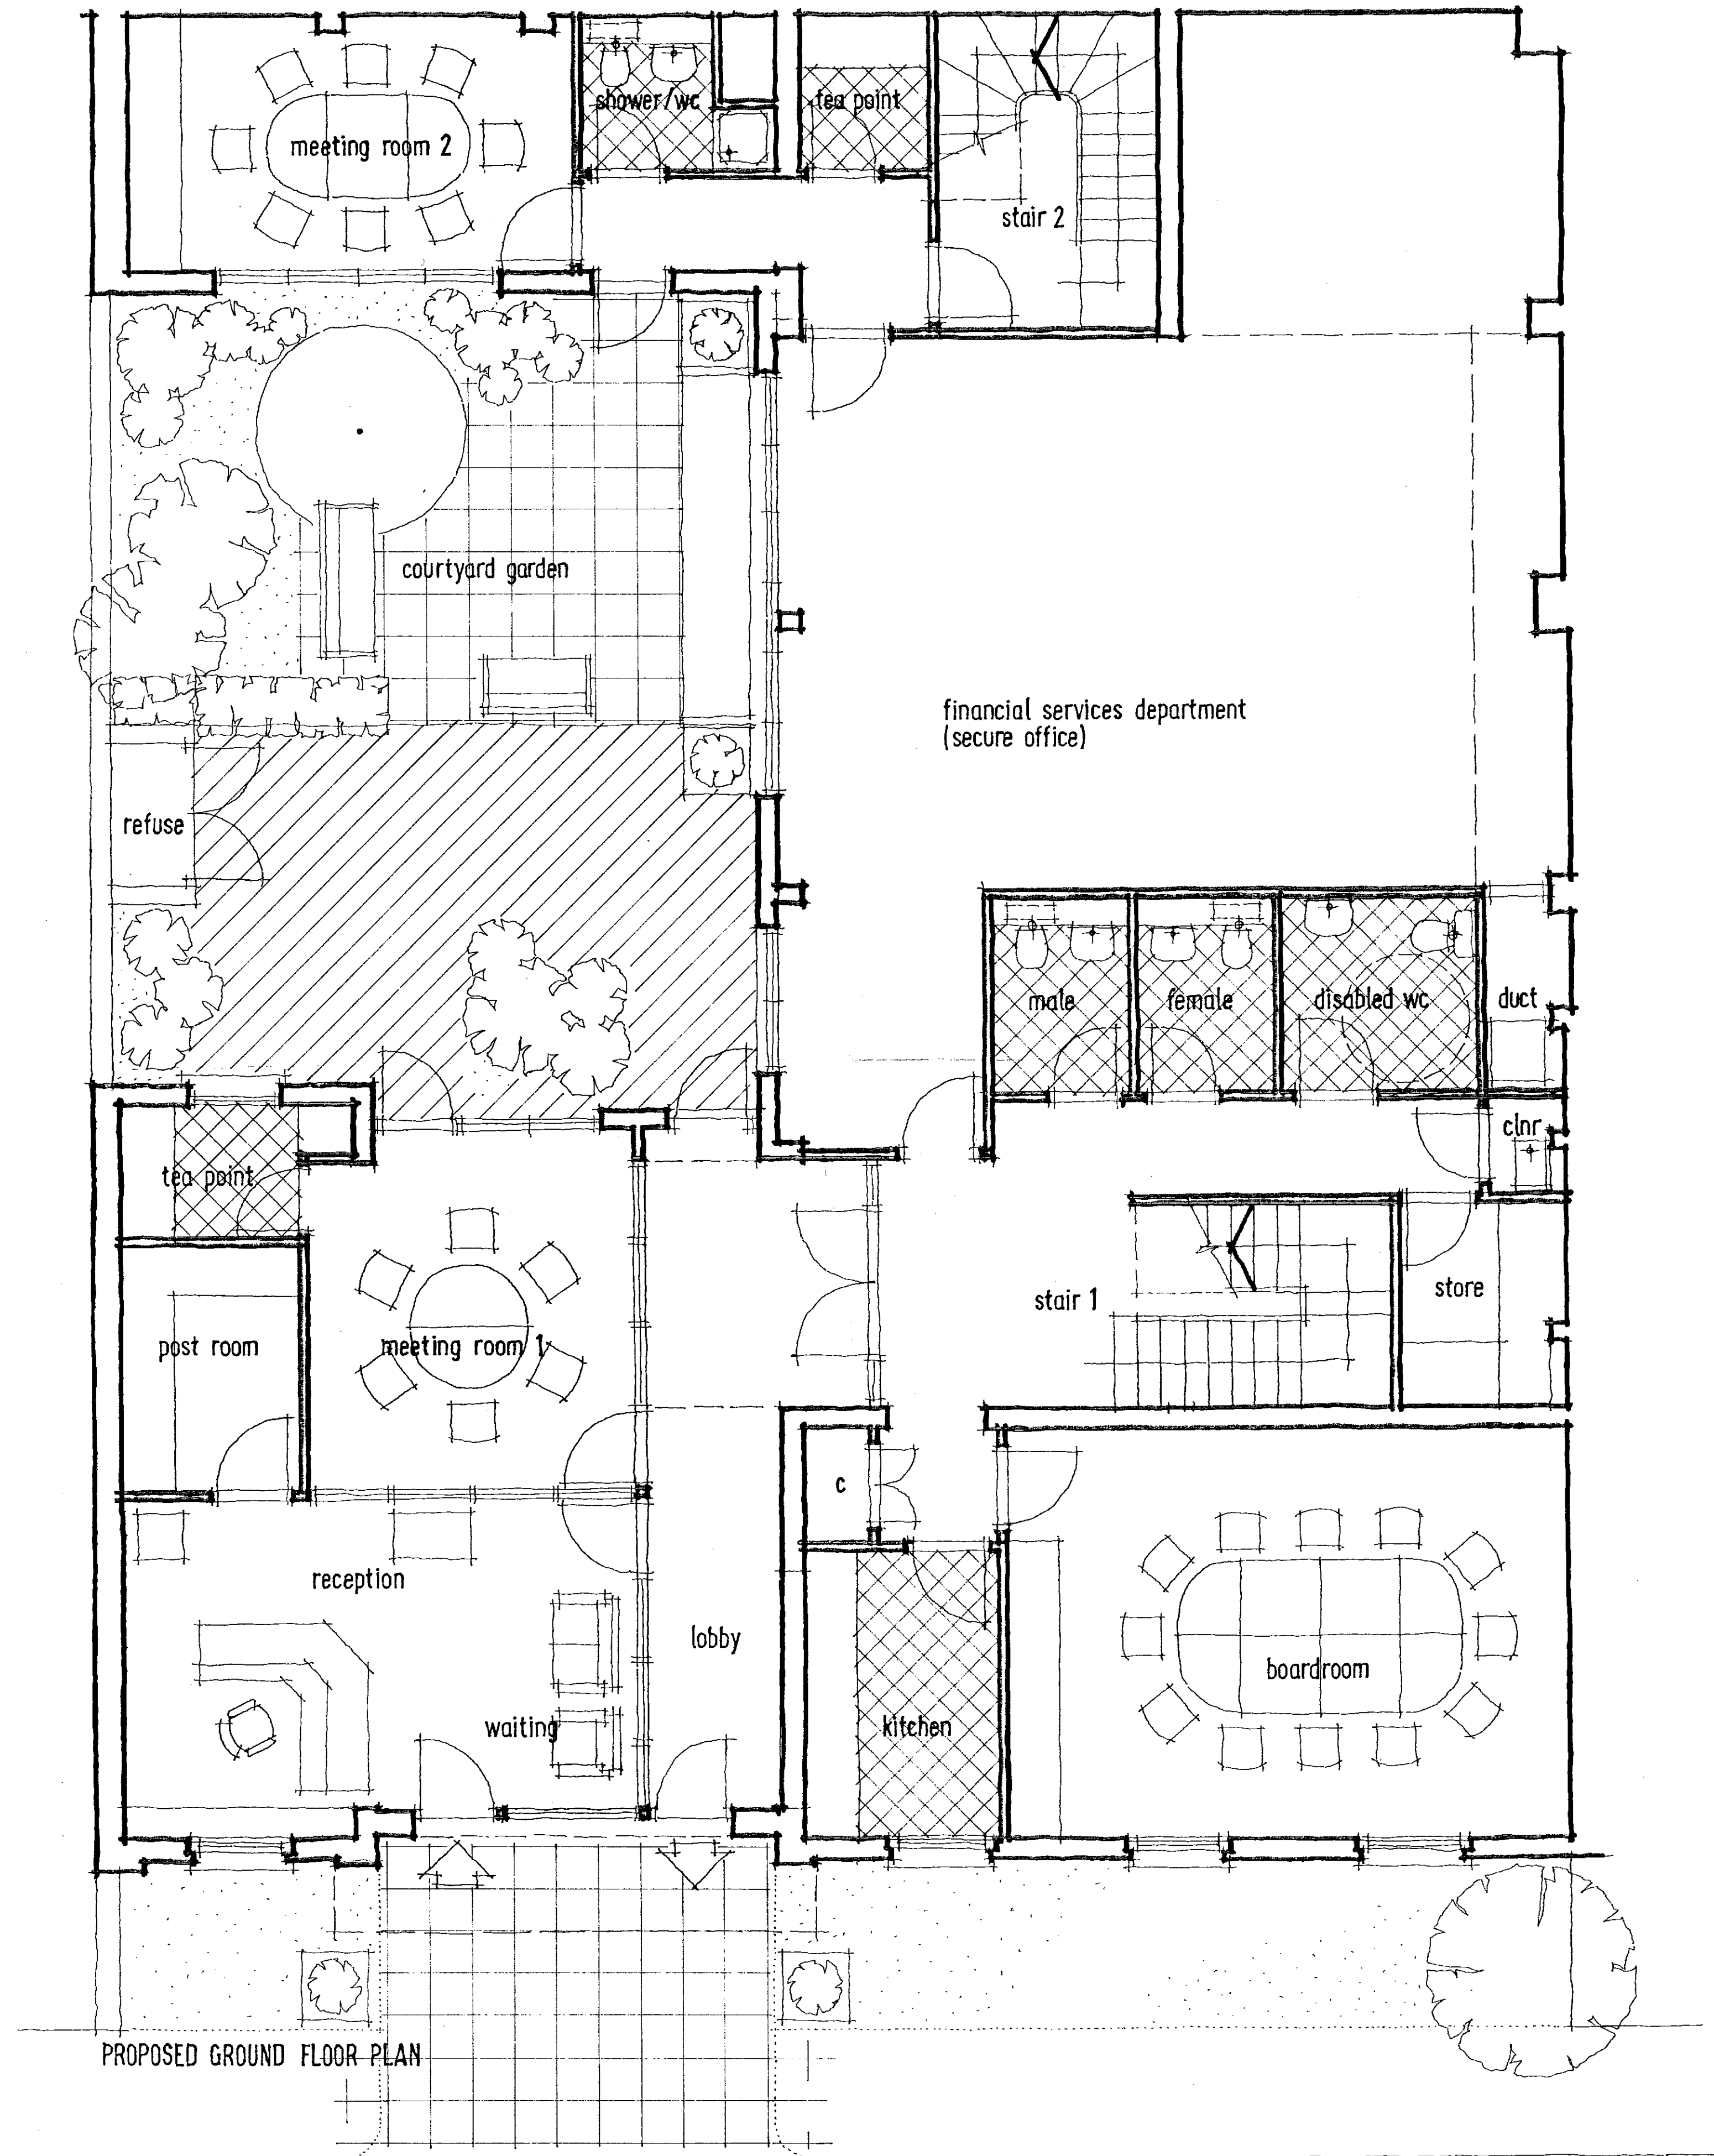 shower/wc
tea point
meeting room 2
stair 2
courtyard garden
financial services department
(secure office)
refuse
male
female
disabled wc
duct
clnr
tea point
stair 1
store
post room
meeting room 1
c
reception
lobby
boardroom
waiting
kitchen
PROPOSED GROUND FLOOR PLAN